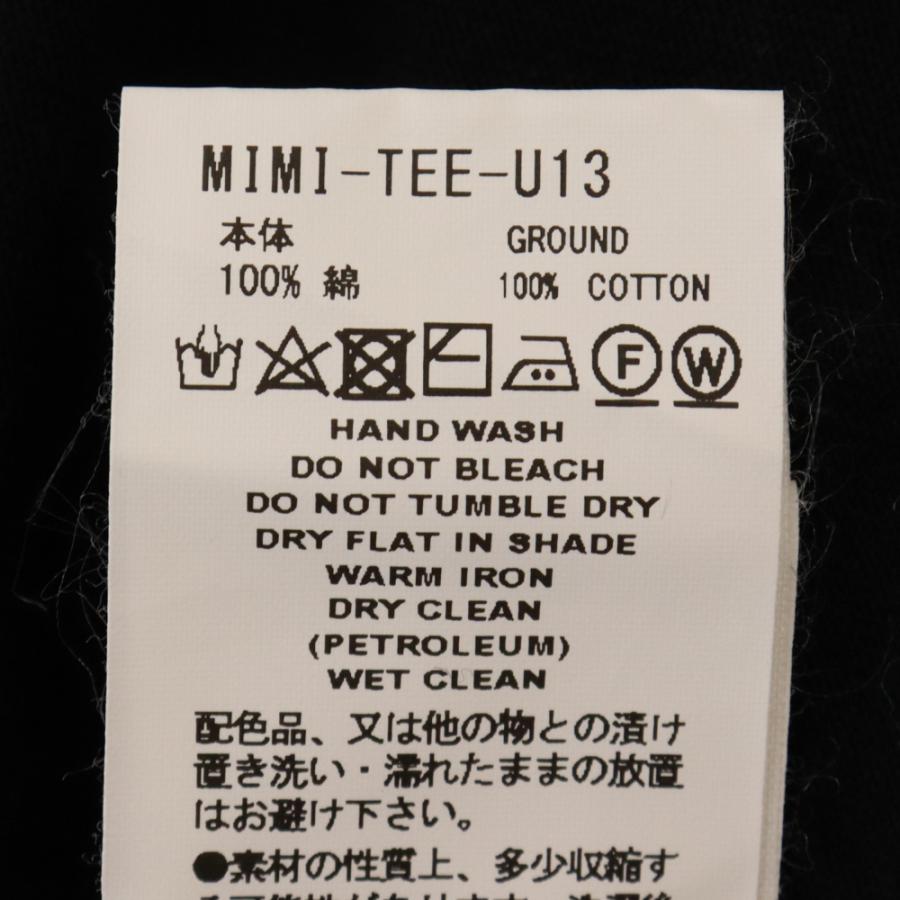 MIMI-TEE-U13
本体 GROUND
100% 綿 100% COTTON
F W
HAND WASH
DO NOT BLEACH
DO NOT TUMBLE DRY
DRY FLAT IN SHADE
WARM IRON
DRY CLEAN
(PETROLEUM)
WET CLEAN
配色品、又は他の物との漬け
置き洗い・濡れたままの放置
はお避け下さい。
●素材の性質上、多少収縮す